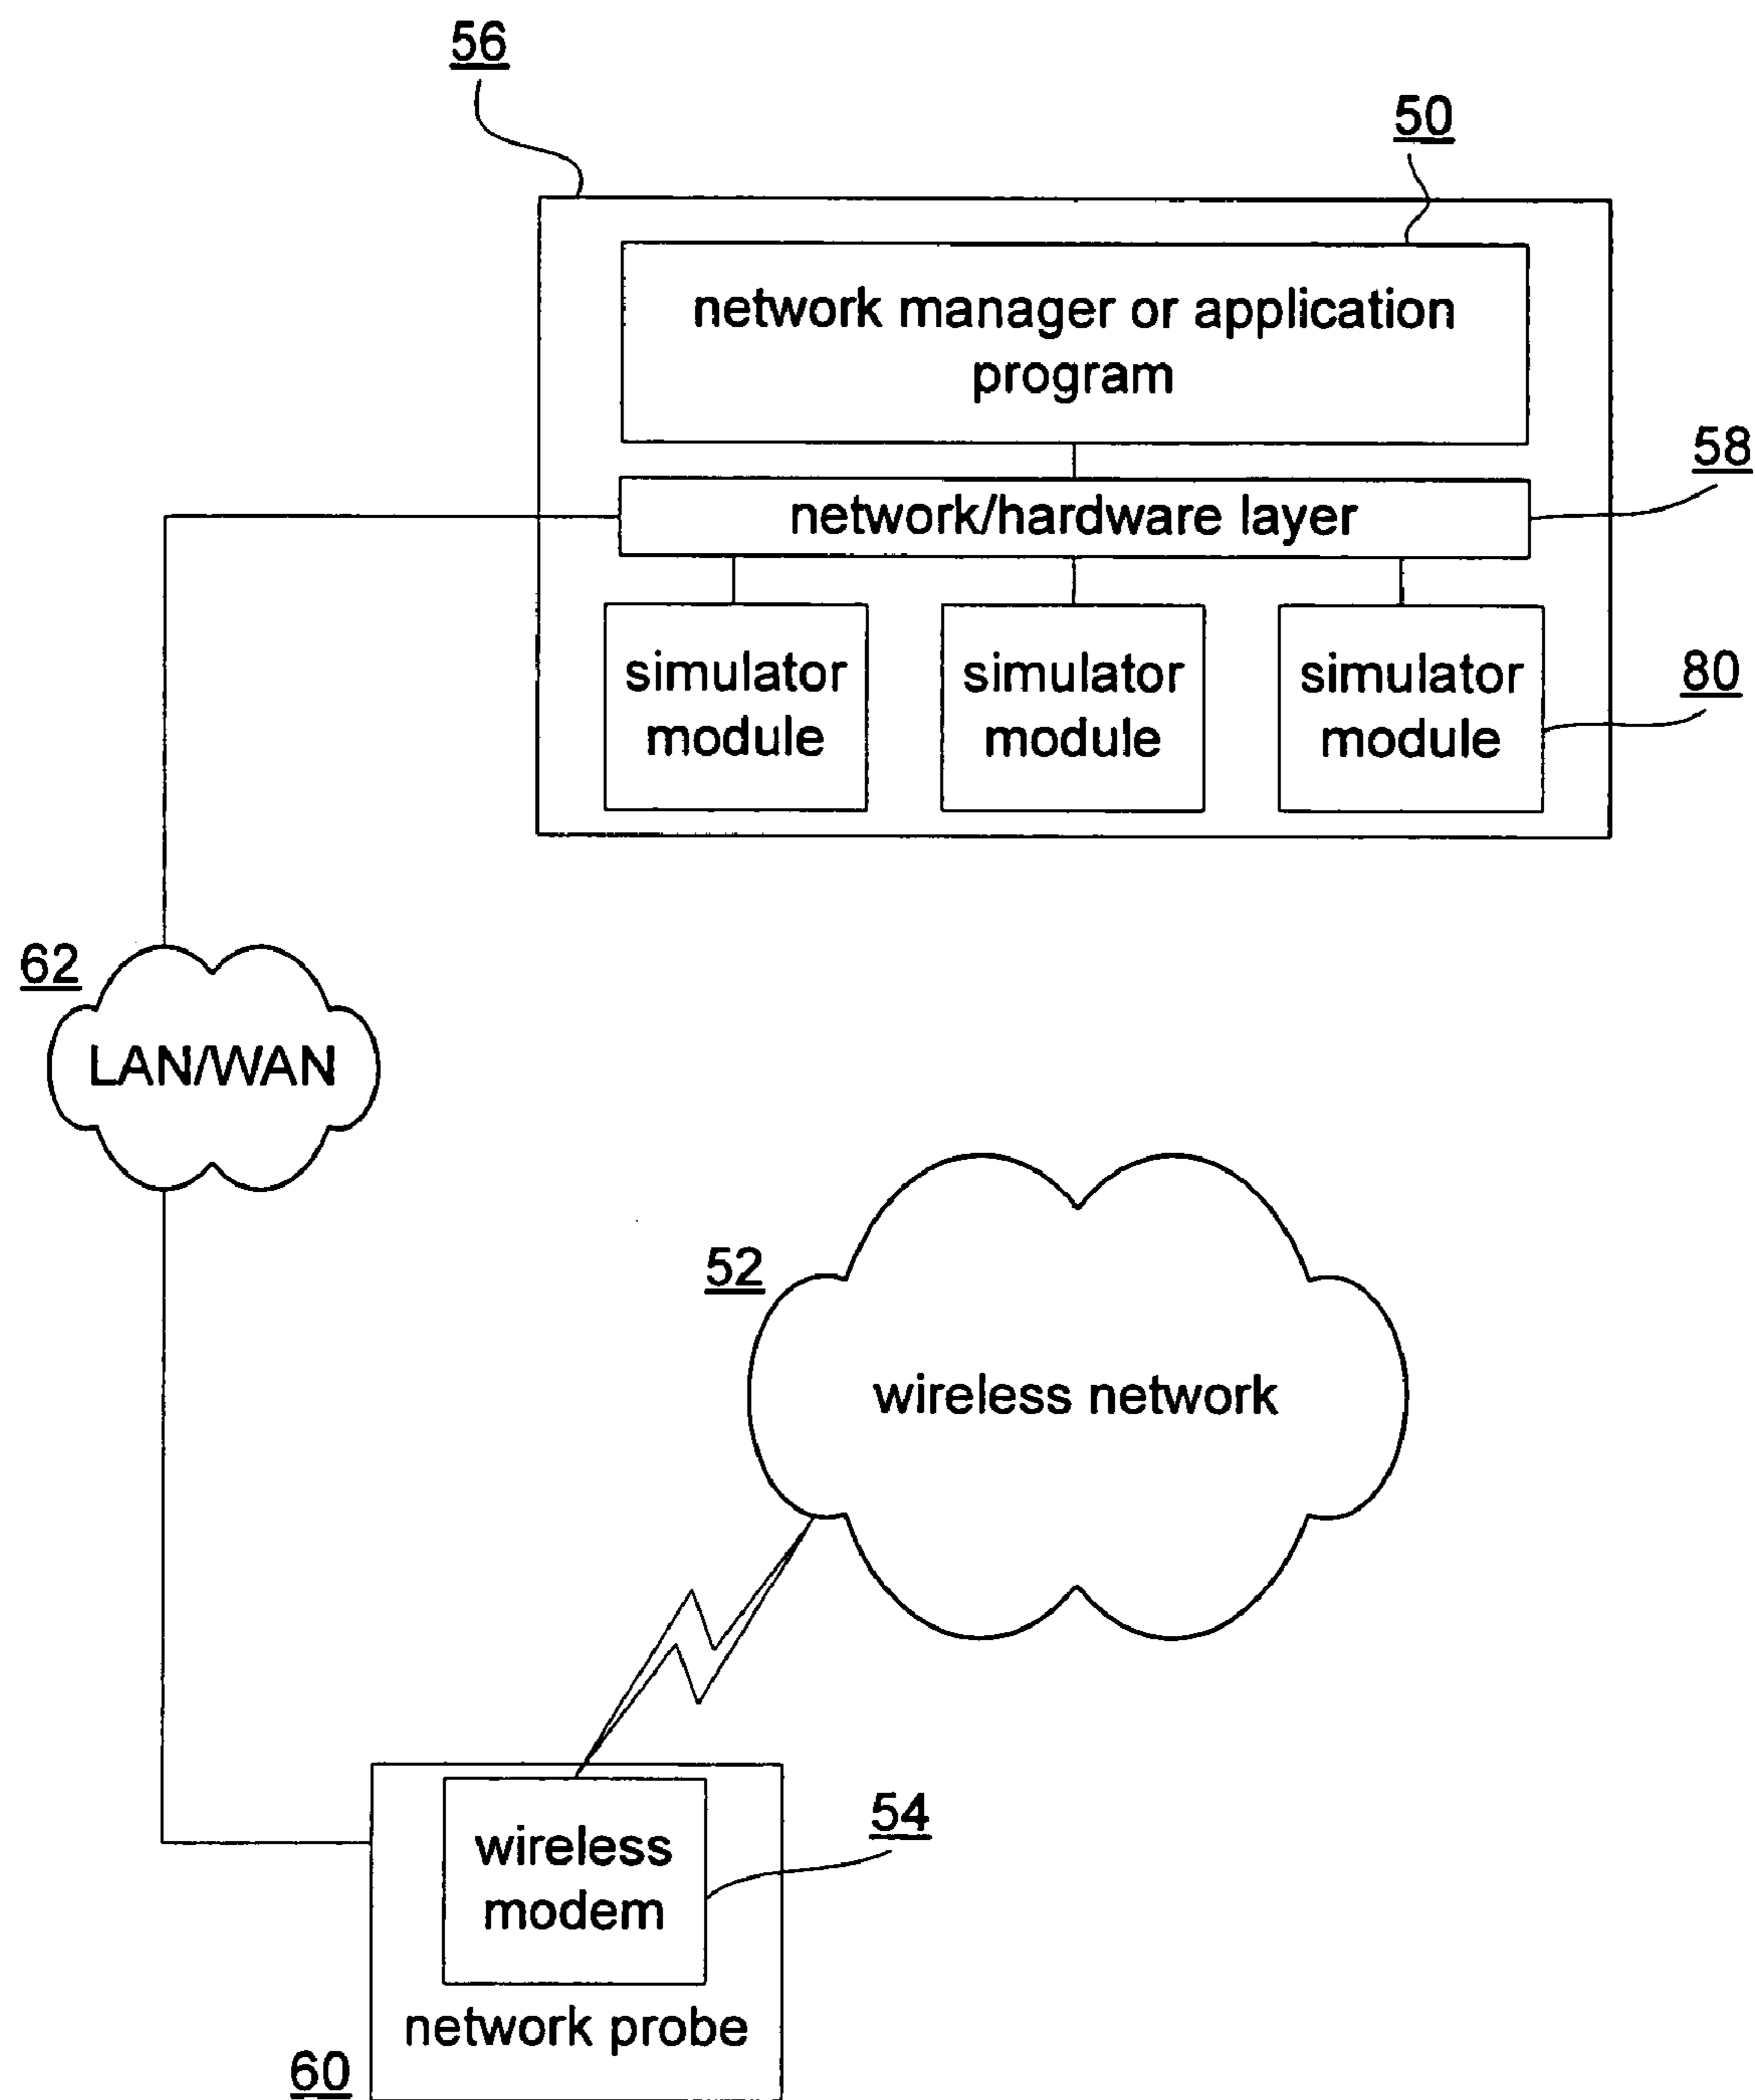 56
50
network manager or application
program
58
network/hardware layer
simulator
module
simulator
module
simulator
module
80
62
LAN/WAN
52
wireless network
54
wireless
modem
network probe
60